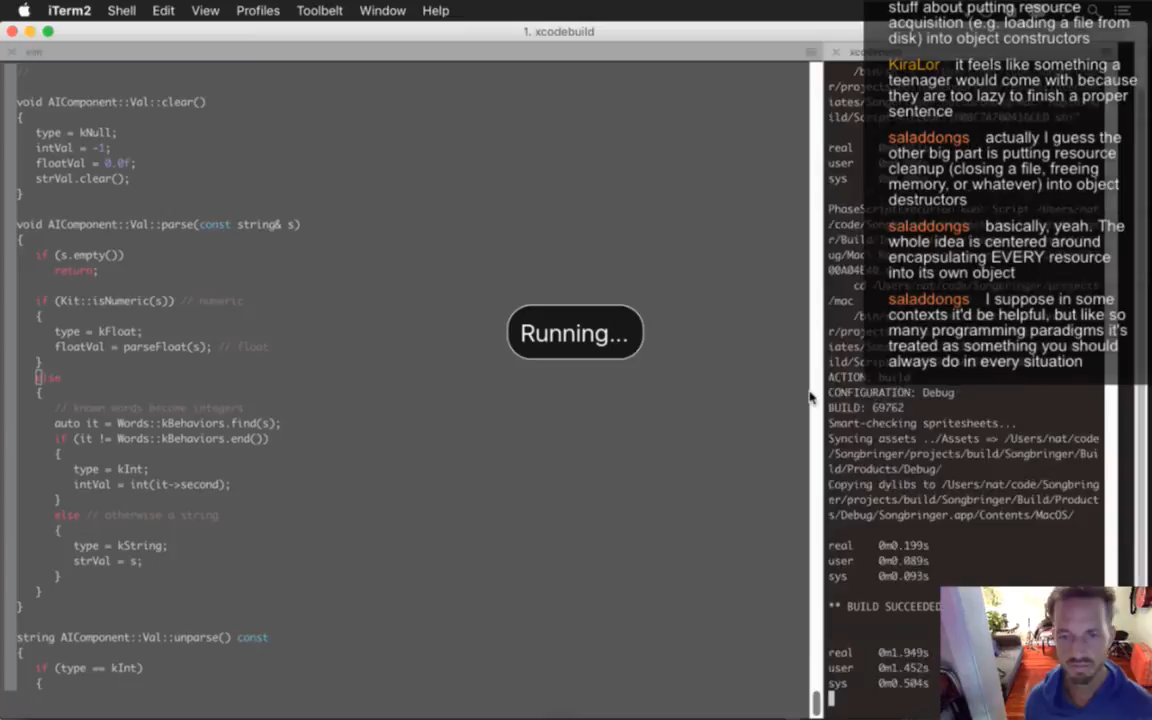 iTerm2 Shell Edit View Profiles Toolbelt Window Help
1. xcodebuild
//
void AIComponent::Val::clear()
{
type = kNull;
intVal = -1;
floatVal = 0.0f;
strVal.clear();
}
void AIComponent::Val::parse(const string& s)
{
if (s.empty())
return;
if (Kit::isNumeric(s)) // numeric
{
type = kFloat;
floatVal = parseFloat(s); // float
}
else
{
// known words become integers
auto it = Words::kBehaviors.find(s);
if (it != Words::kBehaviors.end())
{
type = kInt;
intVal = int(it->second);
}
else // otherwise a string
{
type = kString;
strVal = s;
}
}
}
string AIComponent::Val::unparse() const
{
if (type == kInt)
{
Running...
stuff about putting resource
acquisition (e.g. loading a file from
disk) into object constructors
KiraLor it feels like something a
teenager would come with because
they are too lazy to finish a proper
sentence
saladdongs actually I guess the
other big part is putting resource
cleanup (closing a file, freeing
memory, or whatever) into object
destructors
saladdongs basically, yeah. The
whole idea is centered around
encapsulating EVERY resource
into its own object
saladdongs I suppose in some
contexts it'd be helpful, but like so
many programming paradigms it's
treated as something you should
always do in every situation
real
user
sys
ACTION: build
CONFIGURATION: Debug
BUILD: 69762
Smart-checking spritesheets...
Syncing assets ../Assets => /Users/nat/code
/Songbringer/projects/build/Songbringer/Bui
ld/Products/Debug/
Copying dylibs to /Users/nat/code/Songbring
er/projects/build/Songbringer/Build/Product
s/Debug/Songbringer.app/Contents/MacOS/
real 0m0.199s
user 0m0.089s
sys 0m0.093s
** BUILD SUCCEEDED
real 0m1.949s
user 0m1.452s
sys 0m0.504s